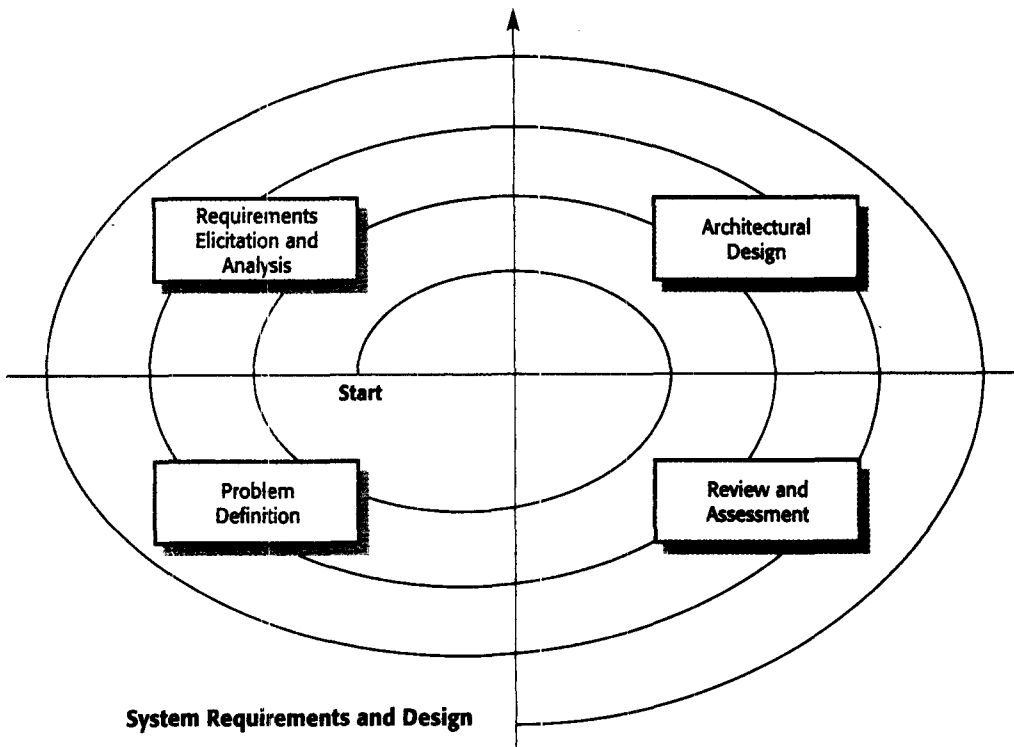 Requirements
Elicitation and
Analysis
Architectural
Design
Start
Problem
Definition
Review and
Assessment
System Requirements and Design